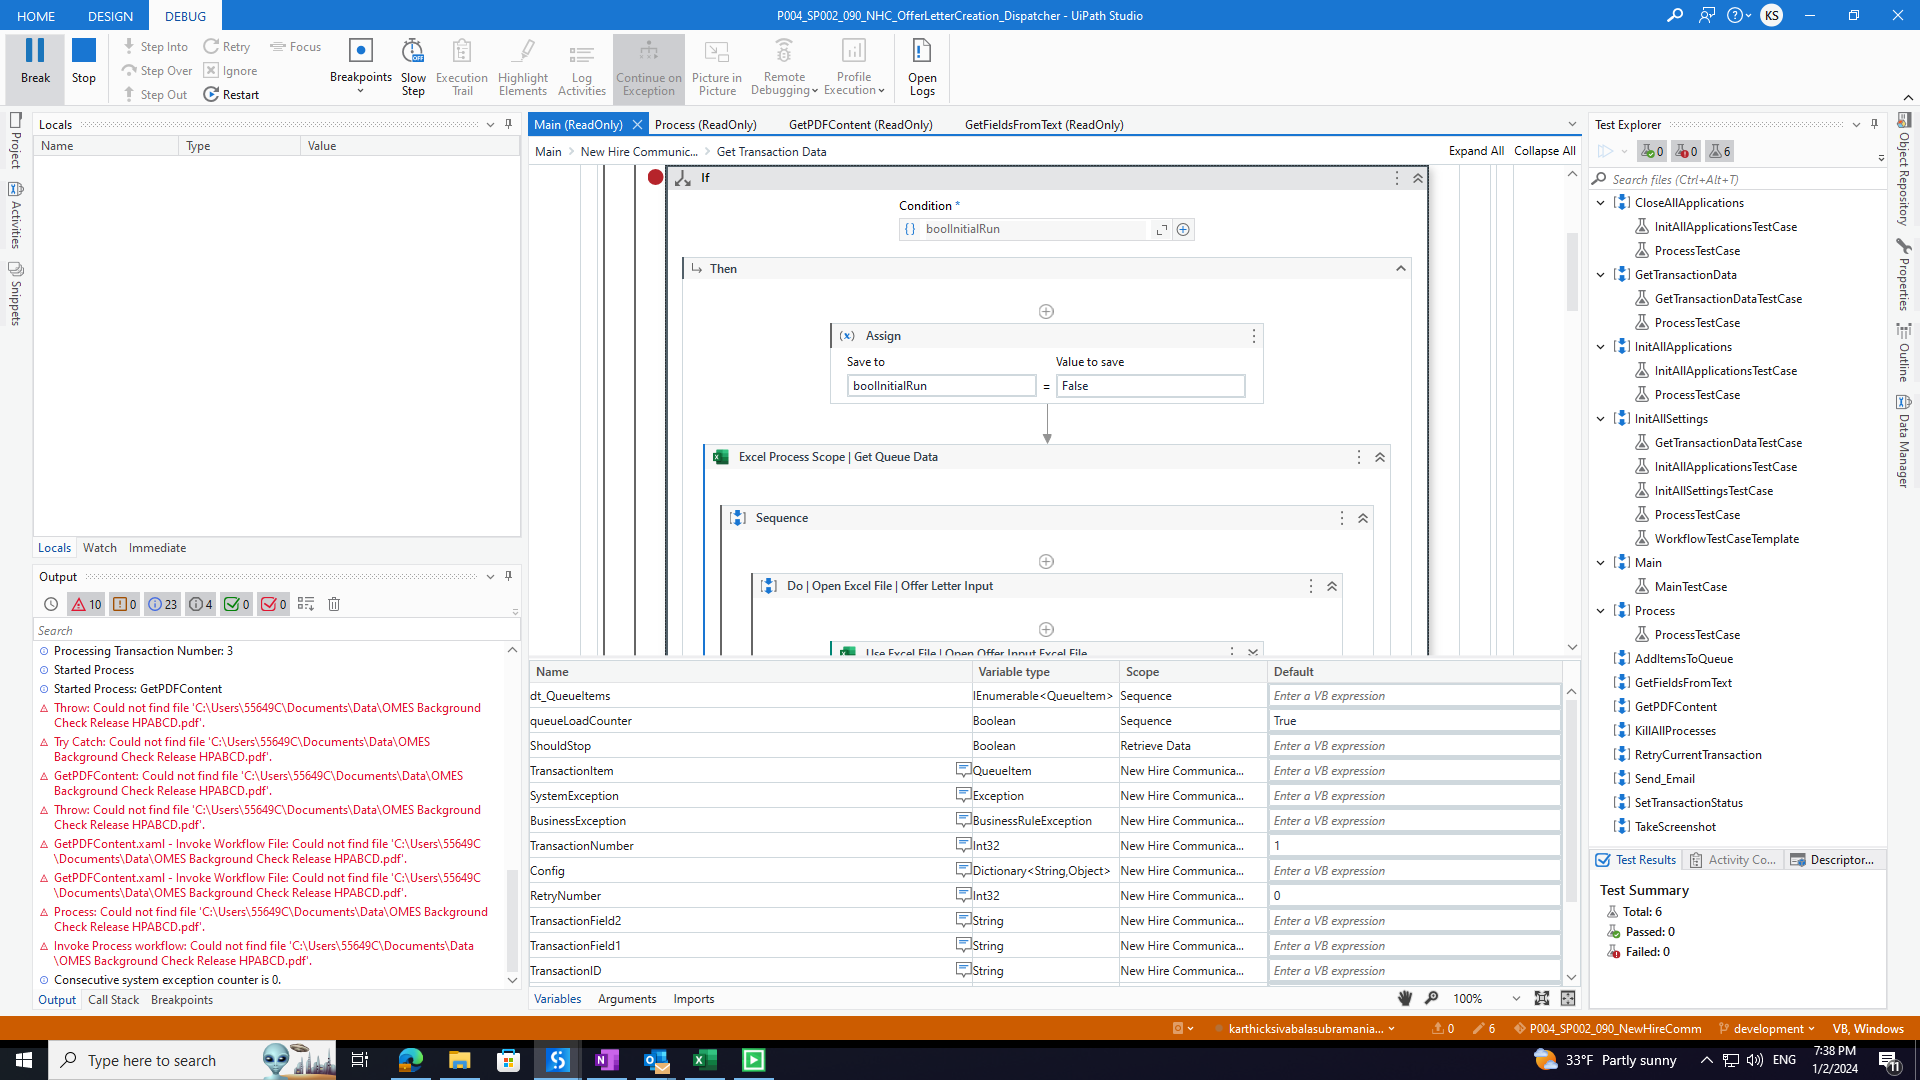 HOME DESIGN DEBUG
P004_SP002_090_NHC_OfferLetterCreation_Dispatcher - UiPath Studio
KS
Break
Stop
Step Into
Step Over
Step Out
Retry
Ignore
Restart
Focus
Breakpoints
Slow Step
Execution Trail
Highlight Elements
Log Activities
Continue on Exception
Picture in Picture
Remote Debugging
Profile Execution
Open Logs
Project
Activities
Snippets
Locals
Name Type Value
Locals Watch Immediate
Output
10 0 23 4 0 0
Search
Processing Transaction Number: 3
Started Process
Started Process: GetPDFContent
Throw: Could not find file 'C:\Users\55649C\Documents\Data\OMES Background
Check Release HPABCD.pdf'.
Try Catch: Could not find file 'C:\Users\55649C\Documents\Data\OMES
Background Check Release HPABCD.pdf'.
GetPDFContent: Could not find file 'C:\Users\55649C\Documents\Data\OMES
Background Check Release HPABCD.pdf'.
Throw: Could not find file 'C:\Users\55649C\Documents\Data\OMES Background
Check Release HPABCD.pdf'.
GetPDFContent.xaml - Invoke Workflow File: Could not find file 'C:\Users\55649C
\Documents\Data\OMES Background Check Release HPABCD.pdf'.
GetPDFContent.xaml - Invoke Workflow File: Could not find file 'C:\Users\55649C
\Documents\Data\OMES Background Check Release HPABCD.pdf'.
Process: Could not find file 'C:\Users\55649C\Documents\Data\OMES Background
Check Release HPABCD.pdf'.
Invoke Process workflow: Could not find file 'C:\Users\55649C\Documents\Data
\OMES Background Check Release HPABCD.pdf'.
Consecutive system exception counter is 0.
Output Call Stack Breakpoints
Main (ReadOnly) Process (ReadOnly) GetPDFContent (ReadOnly) GetFieldsFromText (ReadOnly)
Main > New Hire Communic... > Get Transaction Data
Expand All Collapse All
If
Condition *
{} boolInitialRun
Then
(x) Assign
Save to Value to save
boolInitialRun = False
Excel Process Scope | Get Queue Data
Sequence
Do | Open Excel File | Offer Letter Input
Use Excel File | Open Offer Input Excel File
Name Variable type Scope Default
dt_QueueItems IEnumerable<QueueItem> Sequence Enter a VB expression
queueLoadCounter Boolean Sequence True
ShouldStop Boolean Retrieve Data Enter a VB expression
TransactionItem QueueItem New Hire Communica... Enter a VB expression
SystemException Exception New Hire Communica... Enter a VB expression
BusinessException BusinessRuleException New Hire Communica... Enter a VB expression
TransactionNumber Int32 New Hire Communica... 1
Config Dictionary<String,Object> New Hire Communica... Enter a VB expression
RetryNumber Int32 New Hire Communica... 0
TransactionField2 String New Hire Communica... Enter a VB expression
TransactionField1 String New Hire Communica... Enter a VB expression
TransactionID String New Hire Communica... Enter a VB expression
Variables Arguments Imports
100%
Test Explorer
0 0 6
Search files (Ctrl+Alt+T)
CloseAllApplications
InitAllApplicationsTestCase
ProcessTestCase
GetTransactionData
GetTransactionDataTestCase
ProcessTestCase
InitAllApplications
InitAllApplicationsTestCase
ProcessTestCase
InitAllSettings
GetTransactionDataTestCase
InitAllApplicationsTestCase
InitAllSettingsTestCase
ProcessTestCase
WorkflowTestCaseTemplate
Main
MainTestCase
Process
ProcessTestCase
AddItemsToQueue
GetFieldsFromText
GetPDFContent
KillAllProcesses
RetryCurrentTransaction
Send_Email
SetTransactionStatus
TakeScreenshot
Test Results Activity Co... Descriptor...
Test Summary
Total: 6
Passed: 0
Failed: 0
Object Repository
Properties
Outline
Data Manager
karthicksivabalasubramania... 0 6 P004_SP002_090_NewHireComm development VB, Windows
Type here to search
33°F Partly sunny
ENG
7:38 PM
1/2/2024
11